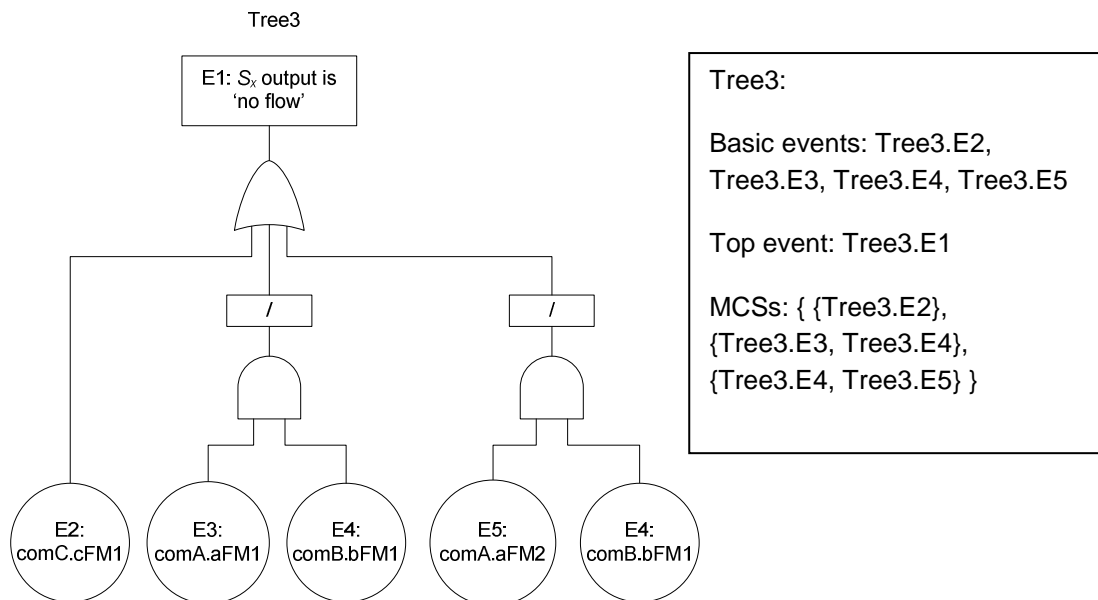 Tree3
E1: Sx output is
‘no flow’
/
/
E2:
comC.cFM1
E3:
comA.aFM1
E4:
comB.bFM1
E5:
comA.aFM2
E4:
comB.bFM1
Tree3:
Basic events: Tree3.E2,
Tree3.E3, Tree3.E4, Tree3.E5
Top event: Tree3.E1
MCSs: { {Tree3.E2},
{Tree3.E3, Tree3.E4},
{Tree3.E4, Tree3.E5} }